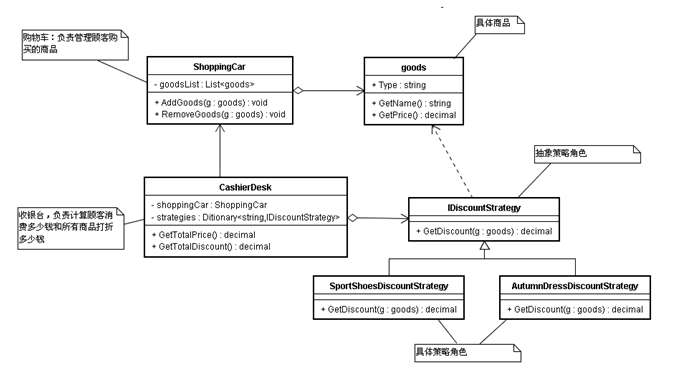 具体商品
购物车：负责管理顾客购
买的商品
ShoppingCar
- goodsList : List<goods>
+ AddGoods(g : goods) : void
+ RemoveGoods(g : goods) : void
goods
+ Type : string
+ GetName() : string
+ GetPrice() : decimal
抽象策略角色
CashierDesk
- shoppingCar : ShoppingCar
- strategies : Ditionary<string,IDiscountStrategy>
+ GetTotalPrice() : decimal
+ GetTotalDiscount() : decimal
收银台，负责计算顾客消
费多少钱和所有商品打折
多少钱
IDiscountStrategy
+ GetDiscount(g : goods) : decimal
SportShoesDiscountStrategy
+ GetDiscount(g : goods) : decimal
AutumnDressDiscountStrategy
+ GetDiscount(g : goods) : decimal
具体策略角色